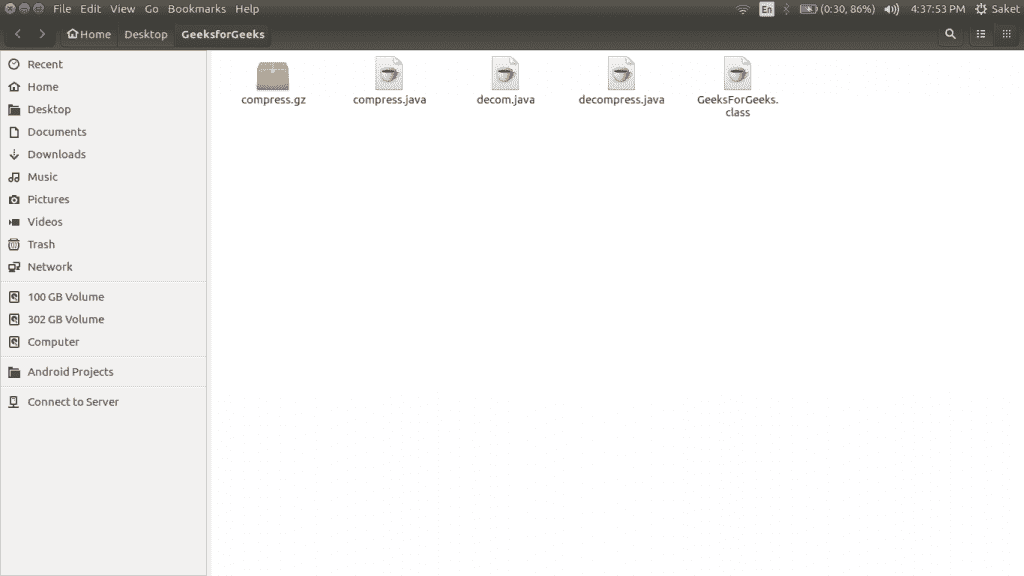 File Edit View Go Bookmarks Help En (0:30, 86%) 4:37:53 PM Saket
Home Desktop GeeksforGeeks
Recent
Home
Desktop
Documents
Downloads
Music
Pictures
Videos
Trash
Network
100 GB Volume
302 GB Volume
Computer
Android Projects
Connect to Server
compress.gz
compress.java
decom.java
decompress.java
GeeksForGeeks.
class